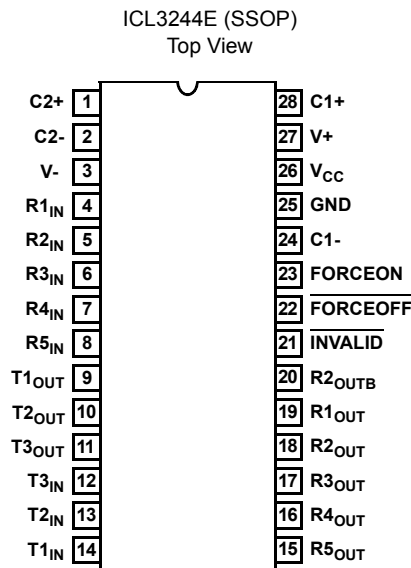 ICL3244E (SSOP)
Top View
C2+ 1 28 C1+
C2- 2 27 V+
V- 3 26 VCC
R1IN 4 25 GND
R2IN 5 24 C1-
R3IN 6 23 FORCEON
R4IN 7 22 FORCEOFF
R5IN 8 21 INVALID
T1OUT 9 20 R2OUTB
T2OUT 10 19 R1OUT
T3OUT 11 18 R2OUT
T3IN 12 17 R3OUT
T2IN 13 16 R4OUT
T1IN 14 15 R5OUT